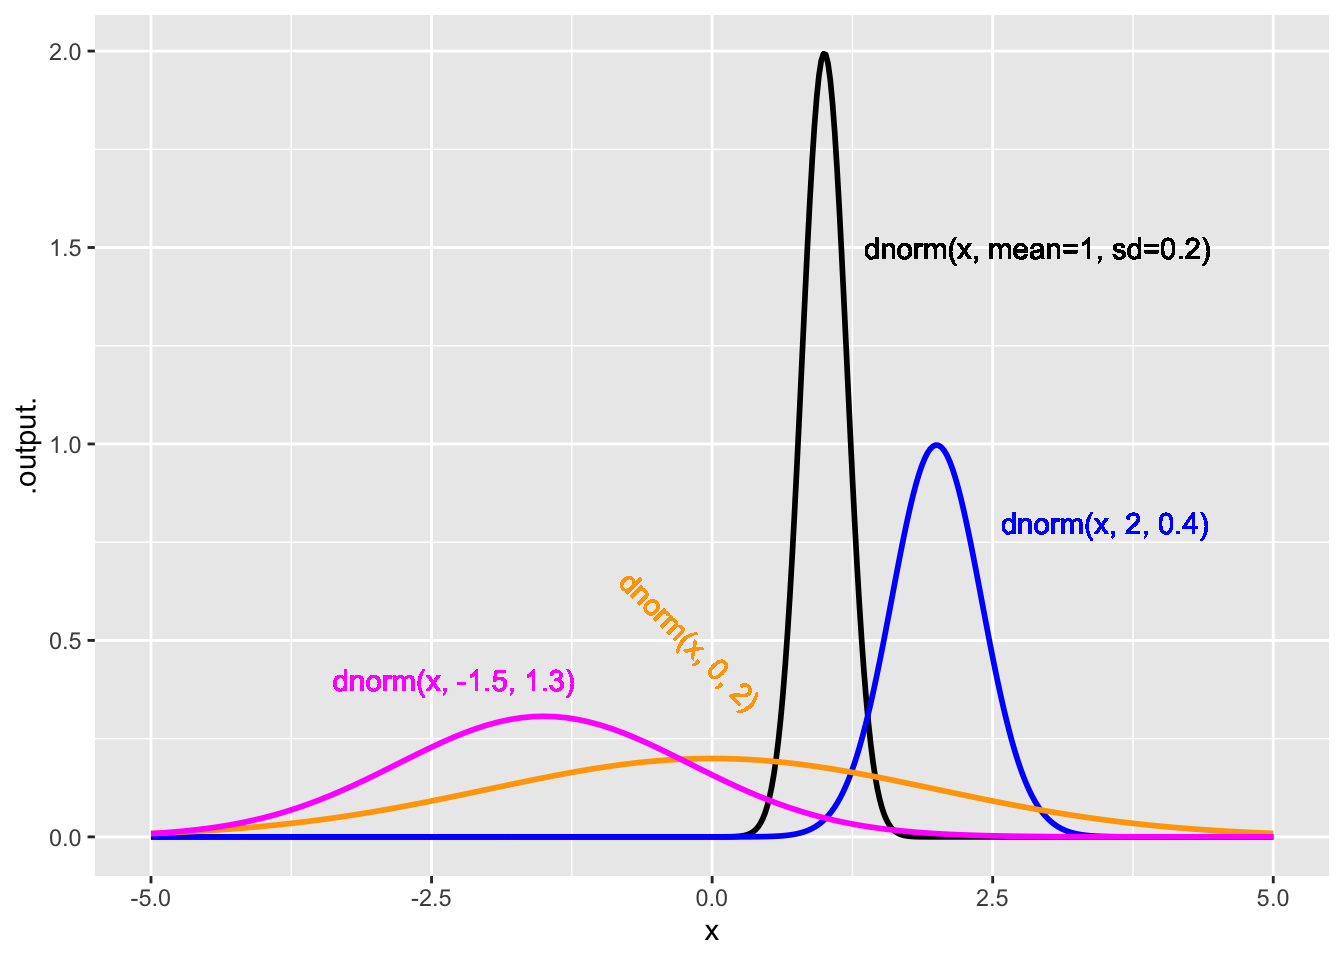 2.0
1.5
1.0
0.5
0.0
.output.
dnorm(x, mean=1, sd=0.2)
dnorm(x, 2, 0.4)
dnorm(x, 0, 2)
dnorm(x, -1.5, 1.3)
-5.0
-2.5
0.0
2.5
5.0
x